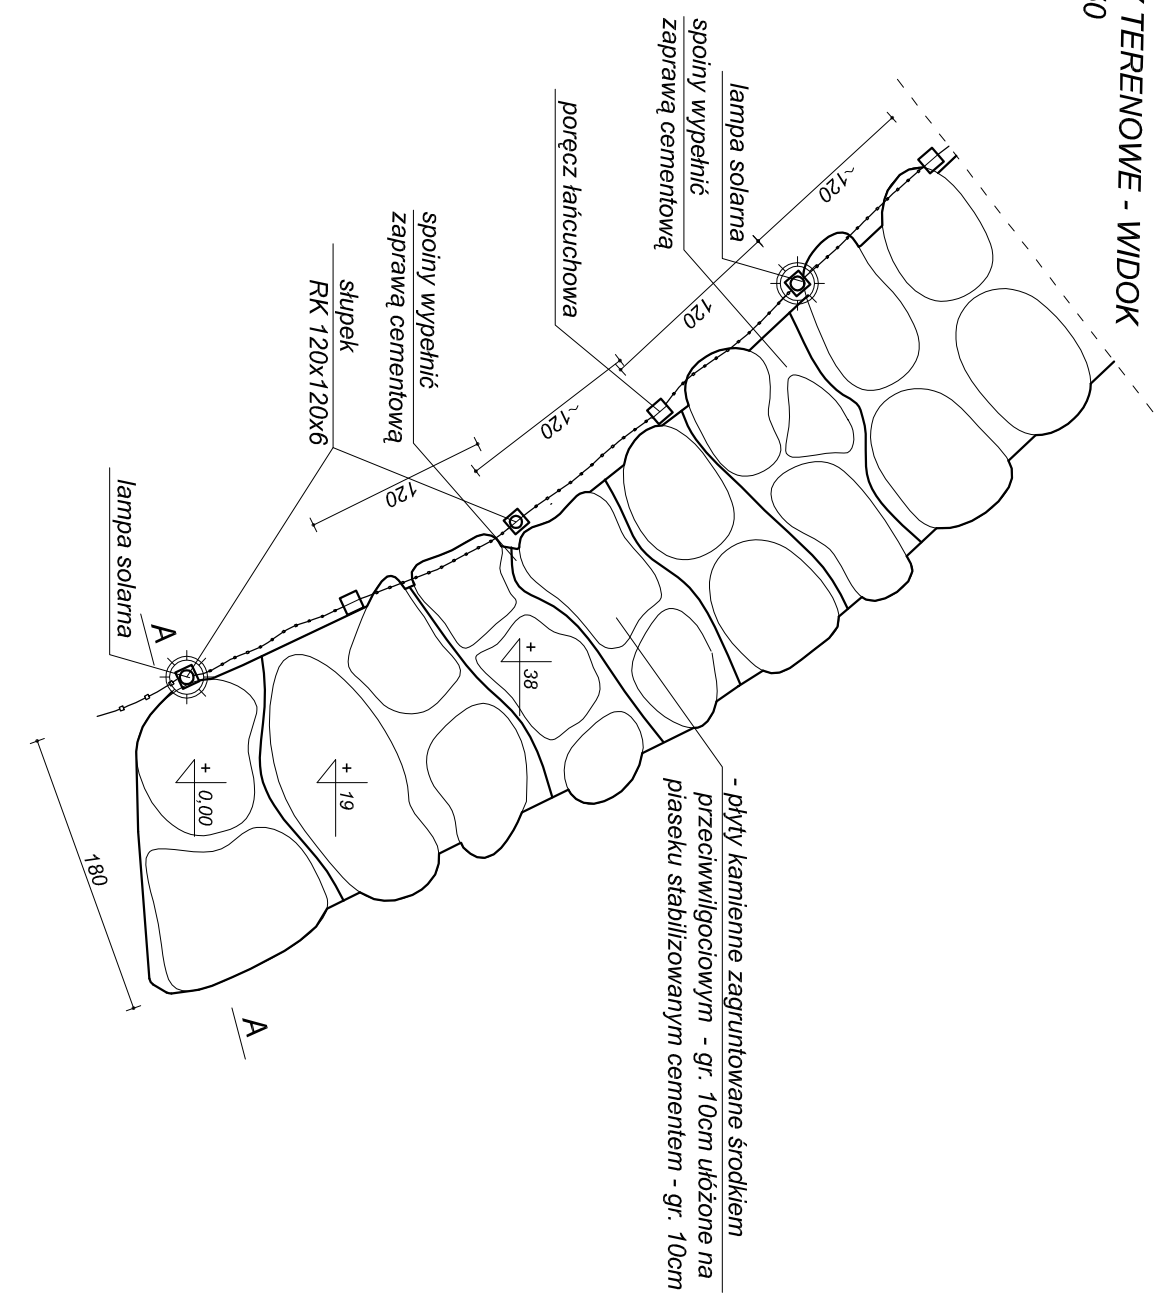 TERENOWE - WIDOK
lampa solarna
spoiny wypełnić
zaprawą cementową
poręcz łańcuchowa
spoiny wypełnić
zaprawą cementową
słupek
RK 120x120x6
lampa solarna
~120
120
~120
120
- płyty kamienne zagruntowane środkiem
przeciwwilgociowym - gr. 10cm ułóżone na
piaseku stabilizowanym cementem - gr. 10cm
+ 38
+ 19
+ 0,00
A
A
180